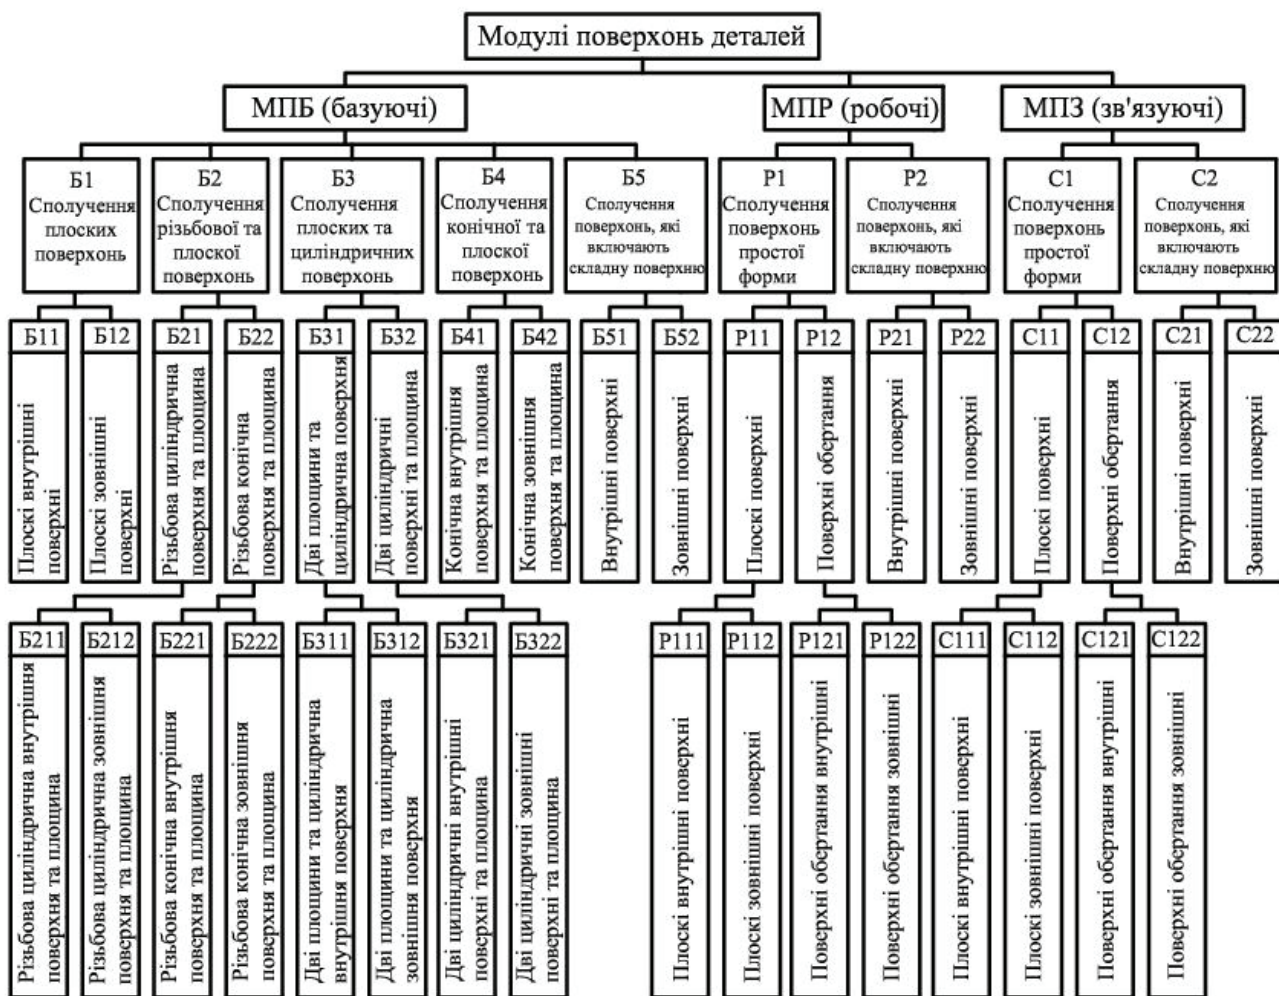 Модулі поверхонь деталей
МПБ (базуючі)
МПР (робочі)
МПЗ (зв'язуючі)
Б1
Сполучення
плоских
поверхонь
Б2
Сполучення
різьбової та
плоскої
поверхонь
Б3
Сполучення
плоских та
циліндричних
поверхонь
Б4
Сполучення
конічної та
плоскої
поверхонь
Б5
Сполучення
поверхонь, які
включають
складну поверхню
Р1
Сполучення
поверхонь
простої
форми
Р2
Сполучення
поверхонь, які
включають
складну поверхню
С1
Сполучення
поверхонь
простої
форми
С2
Сполучення
поверхонь, які
включають
складну поверхню
Б11
Плоскі внутрішні
поверхні
Б12
Плоскі зовнішні
поверхні
Б21
Різьбова циліндрична
поверхня та площина
Б22
Різьбова конічна
поверхня та площина
Б31
Дві площини та
циліндрична поверхня
Б32
Дві циліндричні
поверхні та площина
Б41
Конічна внутрішня
поверхня та площина
Б42
Конічна зовнішня
поверхня та площина
Б51
Внутрішні поверхні
Б52
Зовнішні поверхні
Р11
Плоскі поверхні
Р12
Поверхні обертання
Р21
Внутрішні поверхні
Р22
Зовнішні поверхні
С11
Плоскі поверхні
С12
Поверхні обертання
С21
Внутрішні поверхні
С22
Зовнішні поверхні
Б211
Різьбова циліндрична внутрішня
поверхня та площина
Б212
Різьбова циліндрична зовнішня
поверхня та площина
Б221
Різьбова конічна внутрішня
поверхня та площина
Б222
Різьбова конічна зовнішня
поверхня та площина
Б311
Дві площини та циліндрична
внутрішня поверхня
Б312
Дві площини та циліндрична
зовнішня поверхня
Б321
Дві циліндричні внутрішні
поверхні та площина
Б322
Дві циліндричні зовнішні
поверхні та площина
Р111
Плоскі внутрішні поверхні
Р112
Плоскі зовнішні поверхні
Р121
Поверхні обертання внутрішні
Р122
Поверхні обертання зовнішні
С111
Плоскі внутрішні поверхні
С112
Плоскі зовнішні поверхні
С121
Поверхні обертання внутрішні
С122
Поверхні обертання зовнішні